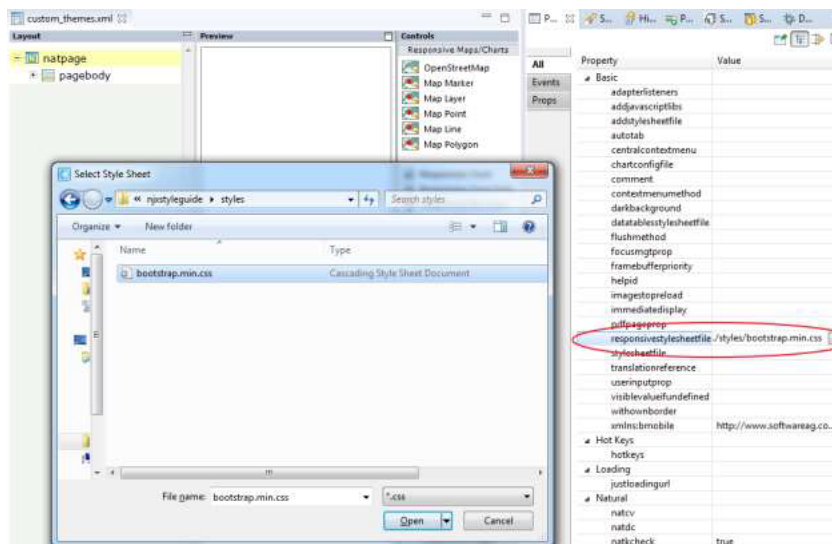 custom_themes.xml
Layout
Preview
Controls
natpage
pagebody
Responsive Maps/Charts
OpenStreetMap
Map Marker
Map Layer
Map Point
Map Line
Map Polygon
Select Style Sheet
« njxstyleguide ▸ styles
Search styles
Organize
New folder
Name
Type
bootstrap.min.css
Cascading Style Sheet Document
File name: bootstrap.min.css
*.css
Open
Cancel
P...
S...
Hi...
P...
S...
S...
D...
All
Events
Props
Property Value
Basic
adapterlisteners
addjavascriptlibs
addstylesheetfile
autotab
centralcontextmenu
chartconfigfile
comment
contextmenumethod
darkbackground
datatablesstylesheetfile
flushmethod
focusmgtprop
framebufferpriority
helpid
imagestopreload
immediatedisplay
pdfpageprop
responsivestylesheetfile ./styles/bootstrap.min.css
stylesheetfile
translationreference
userinputprop
visiblevalueifundefined
withownborder
xmlns:bmobile http://www.softwareag.co...
Hot Keys
hotkeys
Loading
justloadingurl
Natural
natcv
natdc
natkcheck true